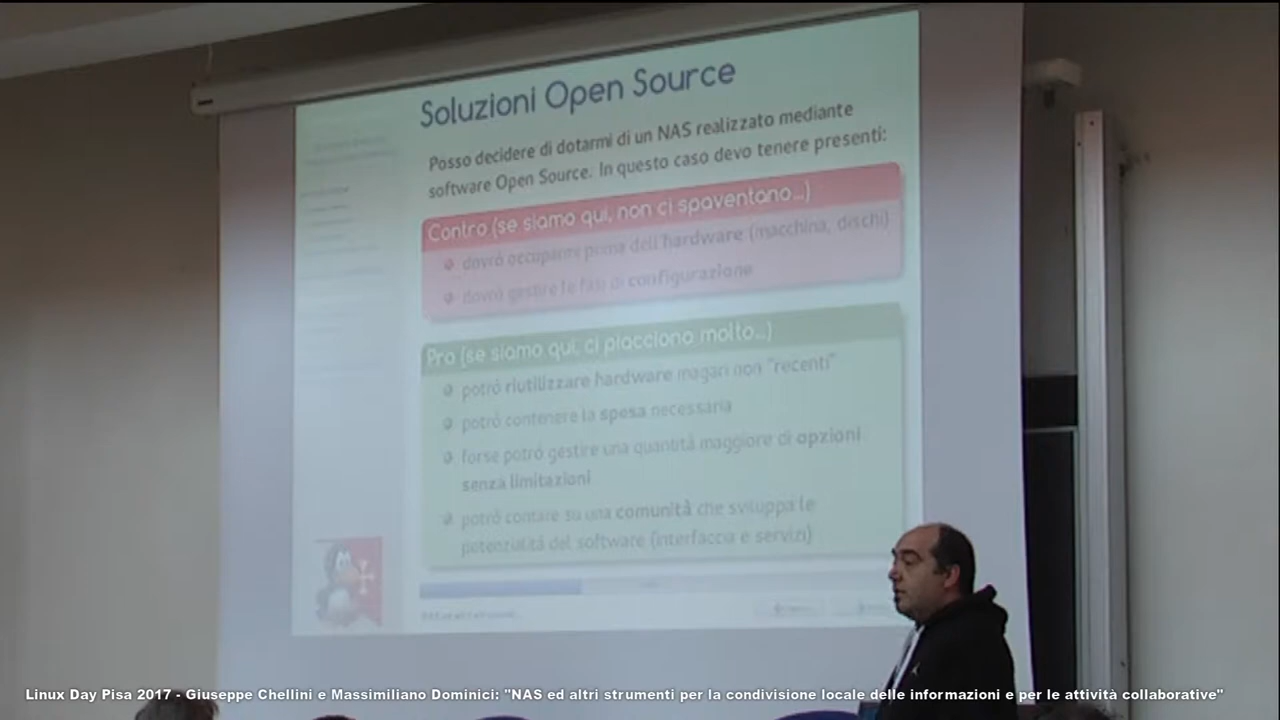 Soluzioni Open Source
Posso decidere di dotarmi di un NAS realizzato mediante
software Open Source. In questo caso devo tenere presenti:
Contro (se siamo qui, non ci spaventano...)
dovrò occuparmi prima dell'hardware (macchina, dischi)
dovrò gestire le fasi di configurazione
Pro (se siamo qui, ci piacciono molto...)
potrò riutilizzare hardware magari non "recenti"
potrò contenere la spesa necessaria
forse potrò gestire una quantità maggiore di opzioni
senza limitazioni
potrò contare su una comunità che sviluppa le
potenzialità del software (interfaccia e servizi)
Linux Day Pisa 2017 - Giuseppe Chellini e Massimiliano Dominici: "NAS ed altri strumenti per la condivisione locale delle informazioni e per le attività collaborative"